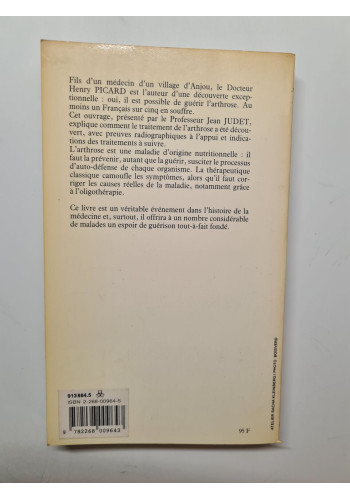 Fils d'un médecin d'un village d'Anjou, le Docteur
Henry PICARD est l'auteur d'une découverte excep-
tionnelle : oui, il est possible de guérir l'arthrose. Au
moins un Français sur cinq en souffre.
Cet ouvrage, présenté par le Professeur Jean JUDET,
explique comment le traitement de l'arthrose a été décou-
vert, avec preuves radiographiques à l'appui et indica-
tions des traitements à suivre.
L'arthrose est une maladie d'origine nutritionnelle : il
faut la prévenir, autant que la guérir, susciter le processus
d'auto-défense de chaque organisme. La thérapeutique
classique camoufle les symptômes, alors qu'il faut cor-
riger les causes réelles de la maladie, notamment grâce
à l'oligothérapie.
Ce livre est un véritable événement dans l'histoire de la
médecine et, surtout, il offrira à un nombre considérable
de malades un espoir de guérison tout-à-fait fondé.
ISBN 2-268-00964-5
9 782268 009643
95 F